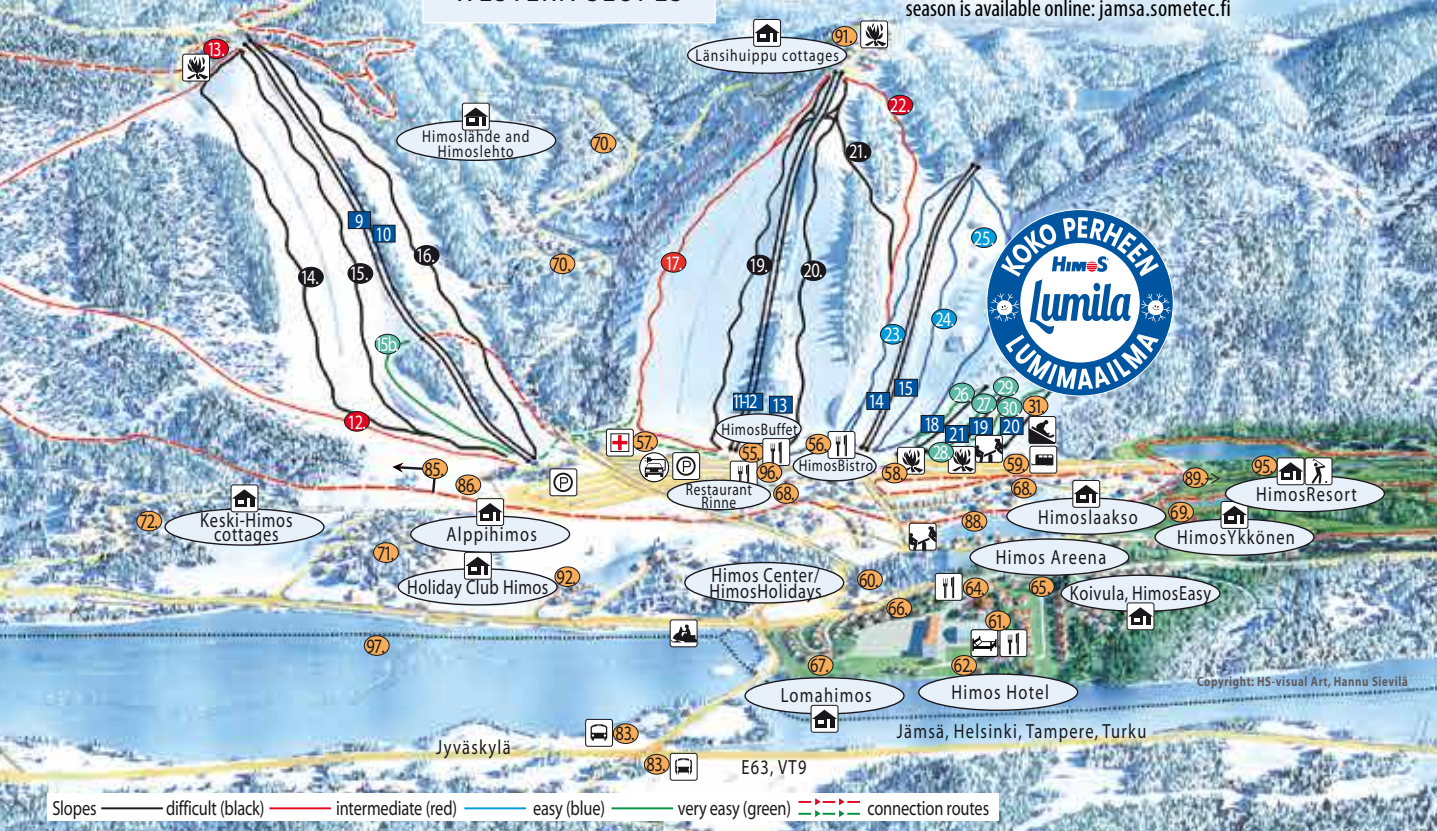 WESTERN SLOPES
season is available online: jamsa.sometec.fi
13.
91.
Länsihuippu cottages
22.
Himoslähde and
Himoslehto
70.
21.
9
10
25.
KOKO PERHEEN
HIMOS
Lumila
LUMIMAAILMA
14.
15.
16.
70.
17.
19.
20.
24.
23.
15b.
11-12
13
14
15
26.
29.
27.
30.
31.
12.
18
21
19
20
HimosBuffet
57.
55.
56.
28.
HimosBistro
58.
59.
85.
86.
P
P
96.
Restaurant
Rinne
68.
68.
89.
95.
HimosResort
72.
Keski-Himos
cottages
Alppihimos
88.
Himoslaakso
69.
HimosYkkönen
71.
Holiday Club Himos
92.
Himos Center/
HimosHolidays
60.
Himos Areena
64.
65.
Koivula, HimosEasy
66.
61.
97.
67.
62.
Lomahimos
Himos Hotel
Copyright: HS-visual Art, Hannu Sievilä
83.
Jyväskylä
Jämsä, Helsinki, Tampere, Turku
83.
E63, VT9
Slopes difficult (black) intermediate (red) easy (blue) very easy (green) connection routes